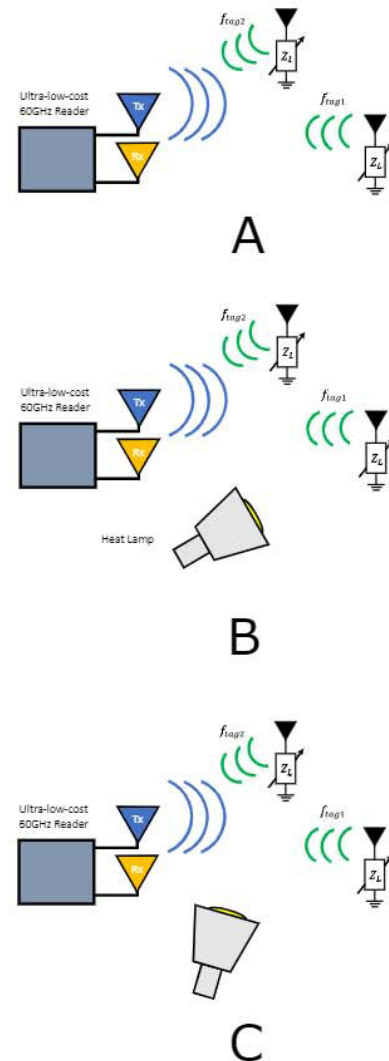 f_tag2
Z_L
Ultra-low-cost
60GHz Reader
Tx
Rx
f_tag1
Z_L
A
f_tag2
Z_L
Ultra-low-cost
60GHz Reader
Tx
Rx
f_tag1
Z_L
Heat Lamp
B
f_tag2
Z_L
Ultra-low-cost
60GHz Reader
Tx
Rx
f_tag1
Z_L
C